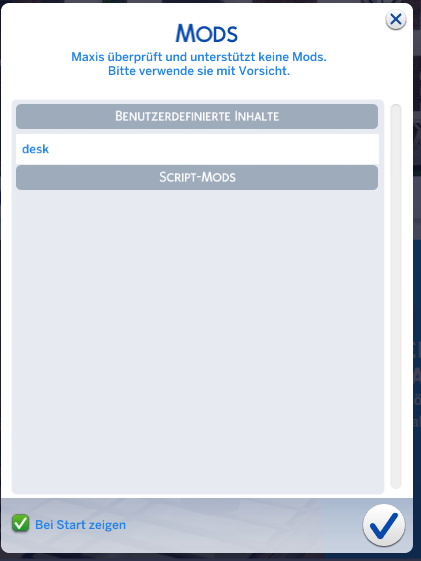 Mods
Maxis überprüft und unterstützt keine Mods.
Bitte verwende sie mit Vorsicht.
Benutzerdefinierte Inhalte
desk
Script-Mods
Bei Start zeigen